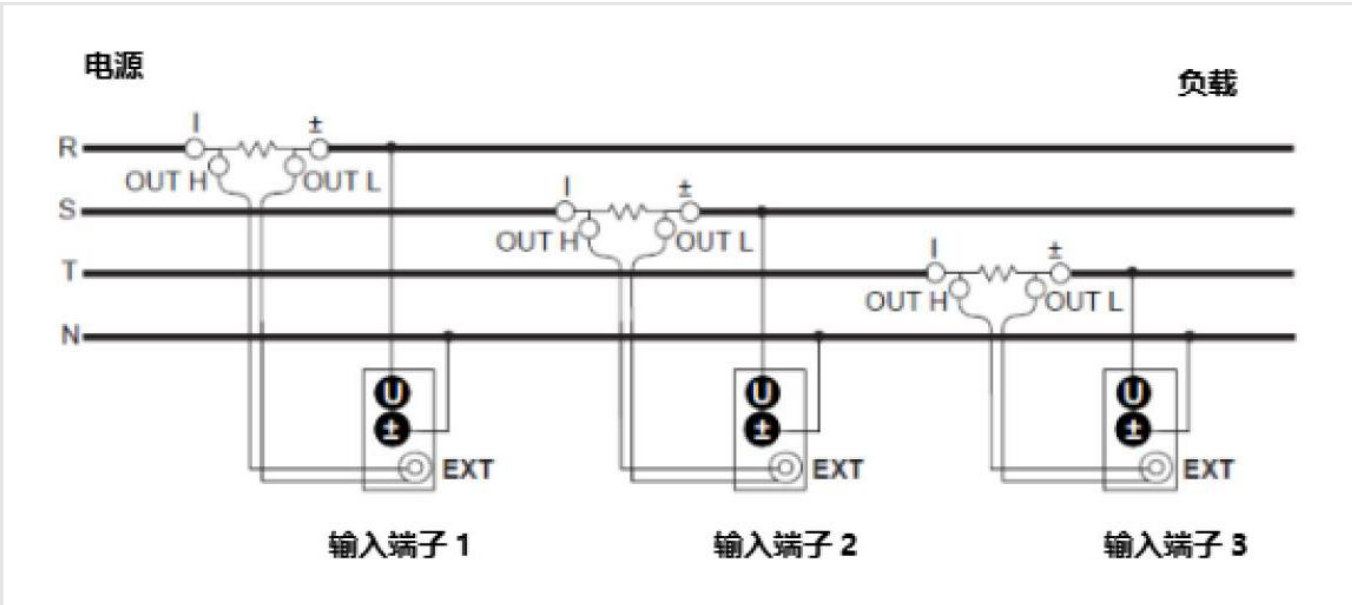 电源
负载
I ±
R
OUT H OUT L
I ±
S
OUT H OUT L
I ±
T
OUT H OUT L
N
U U U
± ± ±
EXT EXT EXT
输入端子 1 输入端子 2 输入端子 3